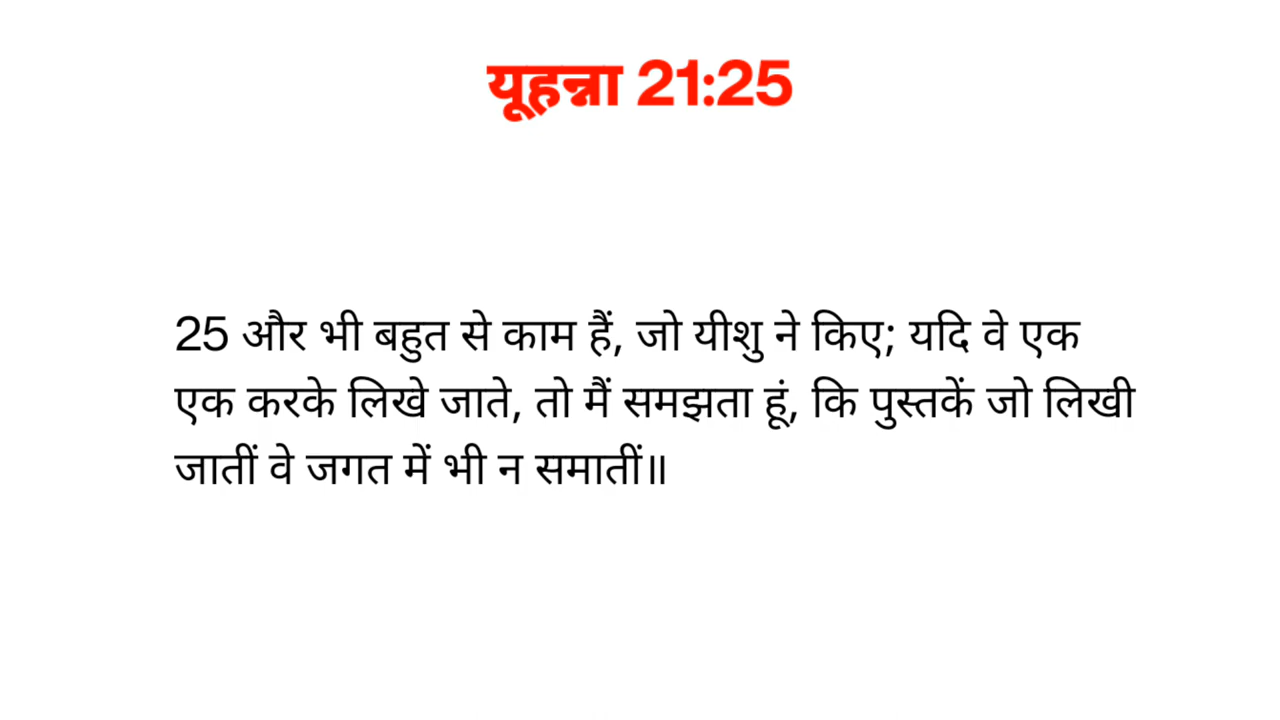 यूहन्ना 21:25
25 और भी बहुत से काम हैं, जो यीशु ने किए; यदि वे एक
एक करके लिखे जाते, तो मैं समझता हूं, कि पुस्तकें जो लिखी
जातीं वे जगत में भी न समातीं॥